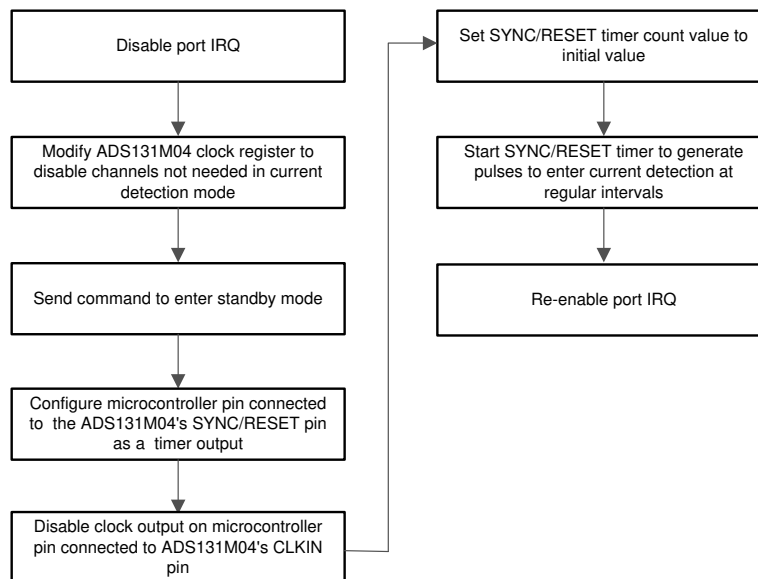 Disable port IRQ
Modify ADS131M04 clock register to
disable channels not needed in current
detection mode
Send command to enter standby mode
Configure microcontroller pin connected
to the ADS131M04's SYNC/RESET pin
as a timer output
Disable clock output on microcontroller
pin connected to ADS131M04's CLKIN
pin
Set SYNC/RESET timer count value to
initial value
Start SYNC/RESET timer to generate
pulses to enter current detection at
regular intervals
Re-enable port IRQ